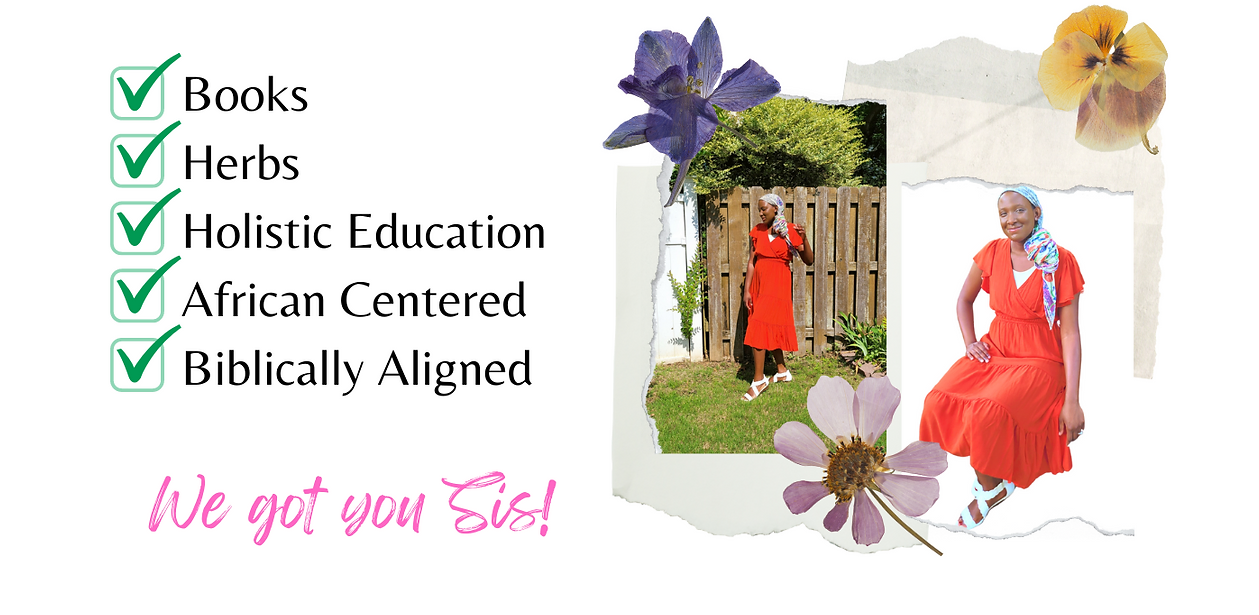 Books
Herbs
Holistic Education
African Centered
Biblically Aligned
We got you Sis!